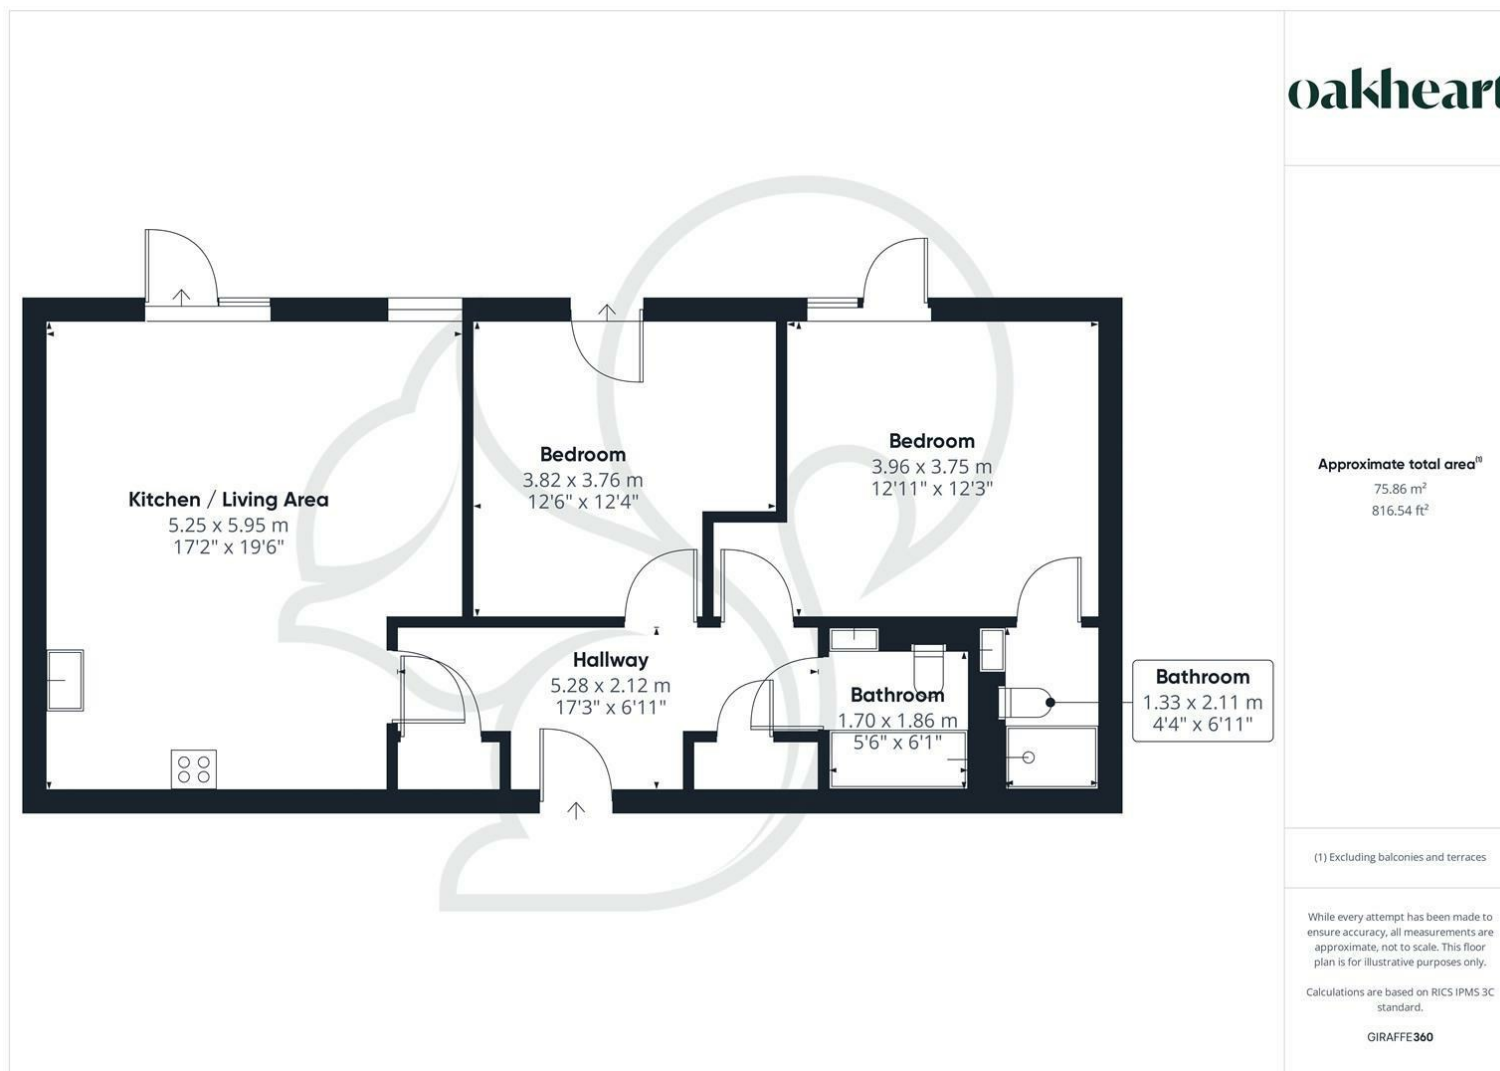 oakheart
Kitchen / Living Area
5.25 x 5.95 m
17'2" x 19'6"
Bedroom
3.82 x 3.76 m
12'6" x 12'4"
Bedroom
3.96 x 3.75 m
12'11" x 12'3"
Hallway
5.28 x 2.12 m
17'3" x 6'11"
Bathroom
1.70 x 1.86 m
5'6" x 6'1"
Bathroom
1.33 x 2.11 m
4'4" x 6'11"
Approximate total area(1)
75.86 m²
816.54 ft²
(1) Excluding balconies and terraces
While every attempt has been made to
ensure accuracy, all measurements are
approximate, not to scale. This floor
plan is for illustrative purposes only.
Calculations are based on RICS IPMS 3C
standard.
GIRAFFE360